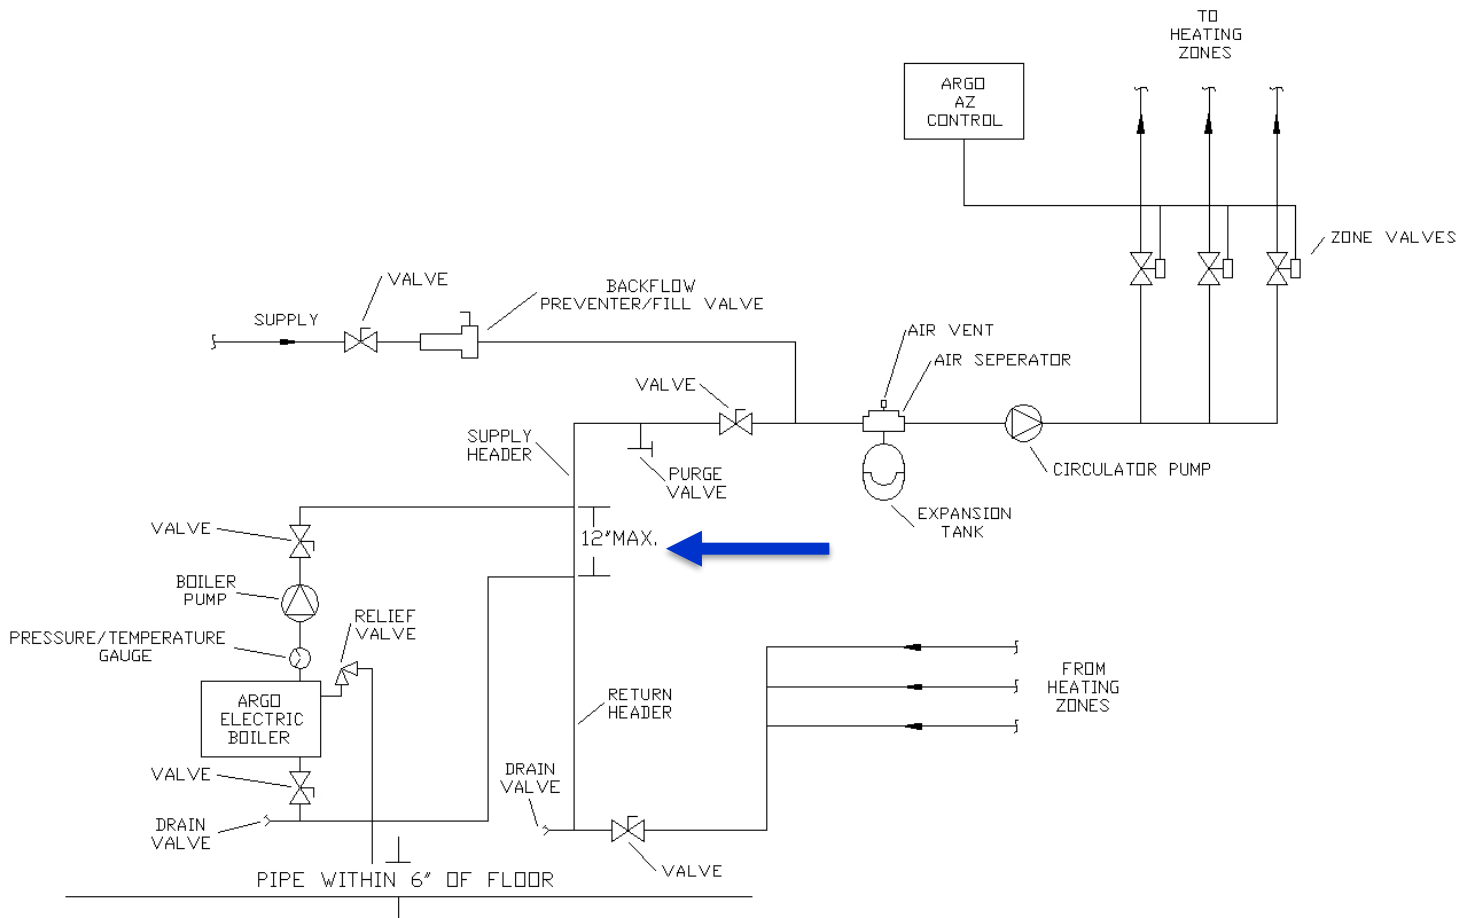 TO
HEATING
ZONES
ARGO
AZ
CONTROL
ZONE VALVES
VALVE
BACKFLOW
PREVENTER/FILL VALVE
SUPPLY
AIR VENT
AIR SEPERATOR
VALVE
SUPPLY
HEADER
PURGE
VALVE
CIRCULATOR PUMP
EXPANSION
TANK
VALVE
12"MAX.
BOILER
PUMP
RELIEF
VALVE
PRESSURE/TEMPERATURE
GAUGE
FROM
HEATING
ZONES
ARGO
ELECTRIC
BOILER
RETURN
HEADER
VALVE
DRAIN
VALVE
DRAIN
VALVE
VALVE
PIPE WITHIN 6" OF FLOOR